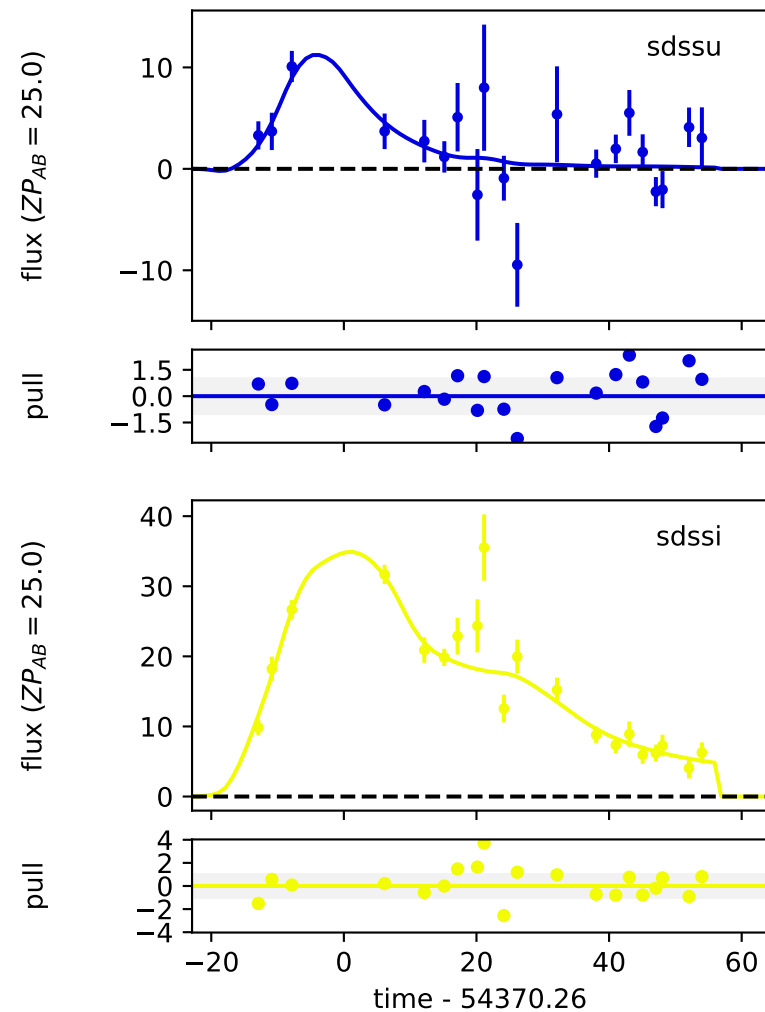 sdssu
flux (ZP_AB = 25.0)
10
0
−10
pull
1.5
0.0
−1.5
sdssi
flux (ZP_AB = 25.0)
40
30
20
10
0
pull
4
2
0
−2
−4
−20 0 20 40 60
time - 54370.26